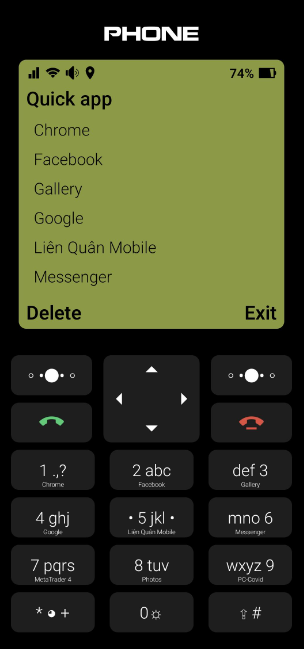 PHONE
74%
Quick app
Chrome
Facebook
Gallery
Google
Liên Quân Mobile
Messenger
Delete Exit
1 .,? 2 abc def 3
Chrome Facebook Gallery
4 ghj • 5 jkl • mno 6
Google Liên Quân Mobile Messenger
7 pqrs 8 tuv wxyz 9
MetaTrader 4 Photos PC-Covid
* + 0 ⇧ #